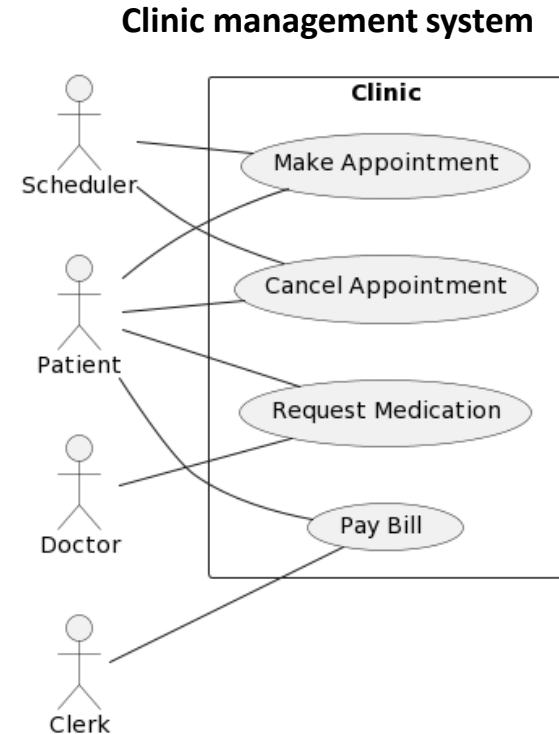 Clinic management system
Clinic
Make Appointment
Scheduler
Cancel Appointment
Patient
Request Medication
Pay Bill
Doctor
Clerk